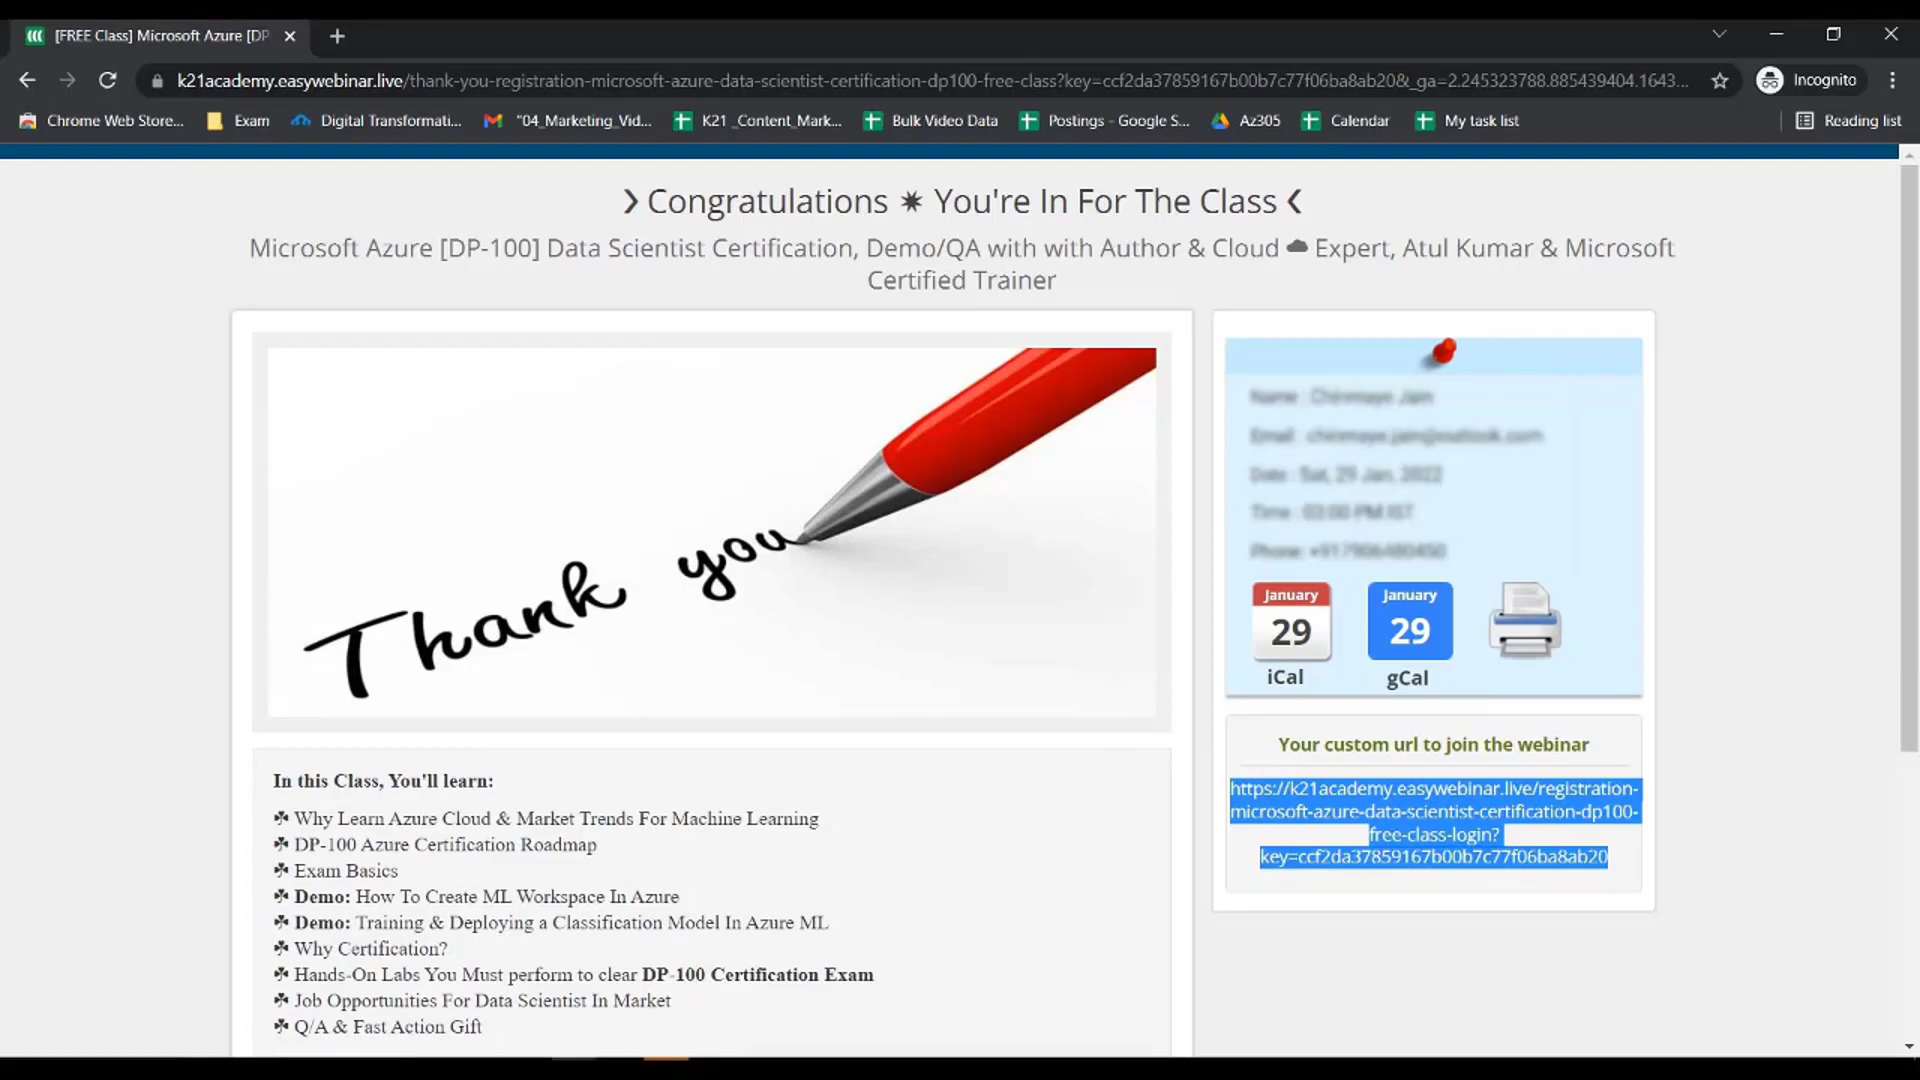 [FREE Class] Microsoft Azure [DP
k21academy.easywebinar.live/thank-you-registration-microsoft-azure-data-scientist-certification-dp100-free-class?key=ccf2da37859167b00b7c77f06ba8ab20&_ga=2.245323788.885439404.1643...
Incognito
Chrome Web Store...
Exam
Digital Transformati...
"04_Marketing_Vid...
K21 _Content_Mark...
Bulk Video Data
Postings - Google S...
Az305
Calendar
My task list
Reading list
Congratulations ✷ You're In For The Class
Microsoft Azure [DP-100] Data Scientist Certification, Demo/QA with with Author & Cloud ☁ Expert, Atul Kumar & Microsoft
Certified Trainer
Thank you
In this Class, You'll learn:
☘ Why Learn Azure Cloud & Market Trends For Machine Learning
☘ DP-100 Azure Certification Roadmap
☘ Exam Basics
☘ Demo: How To Create ML Workspace In Azure
☘ Demo: Training & Deploying a Classification Model In Azure ML
☘ Why Certification?
☘ Hands-On Labs You Must perform to clear DP-100 Certification Exam
☘ Job Opportunities For Data Scientist In Market
☘ Q/A & Fast Action Gift
January
29
iCal
January
29
gCal
Your custom url to join the webinar
https://k21academy.easywebinar.live/registration-
microsoft-azure-data-scientist-certification-dp100-
free-class-login?
key=ccf2da37859167b00b7c77f06ba8ab20